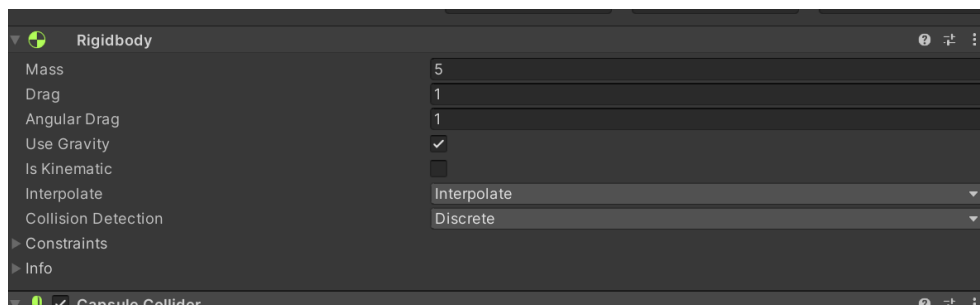 Rigidbody
Mass 5
Drag 1
Angular Drag 1
Use Gravity
Is Kinematic
Interpolate Interpolate
Collision Detection Discrete
Constraints
Info
Capsule Collider